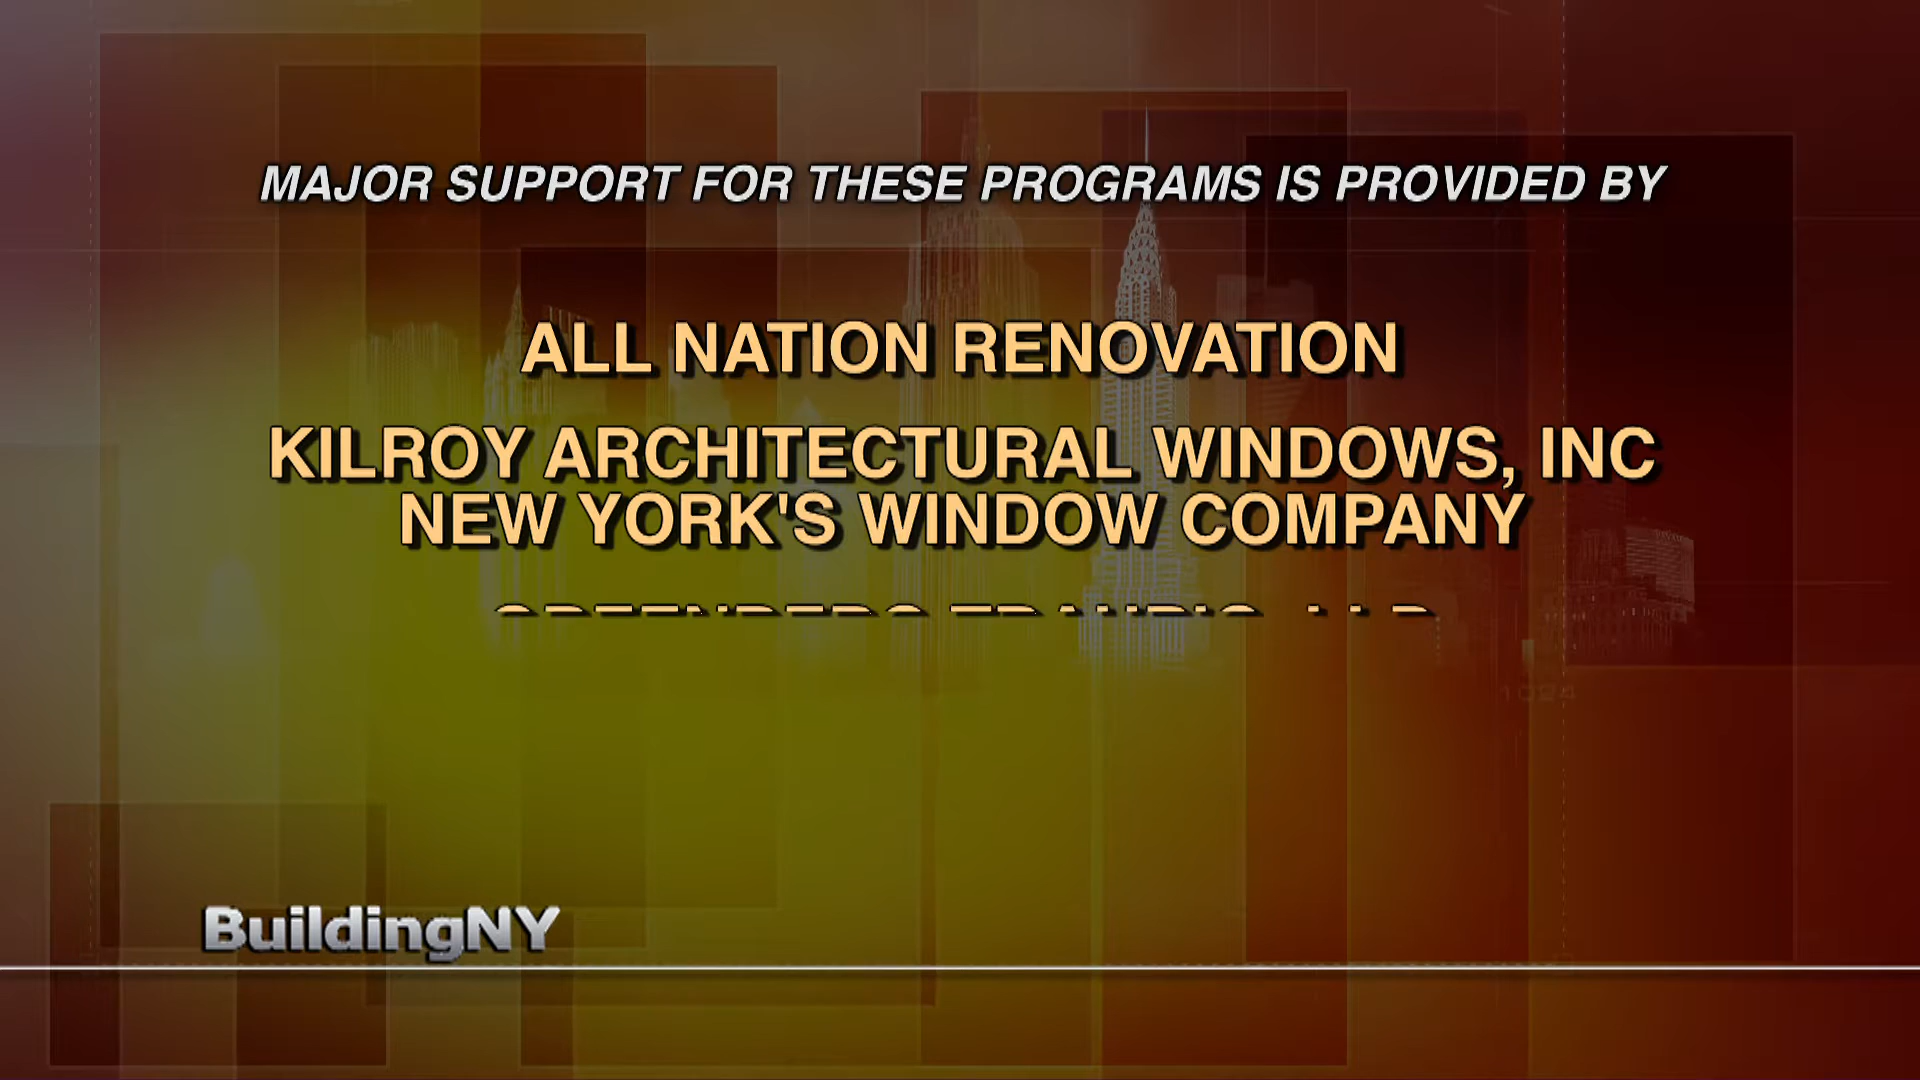 MAJOR SUPPORT FOR THESE PROGRAMS IS PROVIDED BY
ALL NATION RENOVATION
KILROY ARCHITECTURAL WINDOWS, INC
NEW YORK'S WINDOW COMPANY
BuildingNY